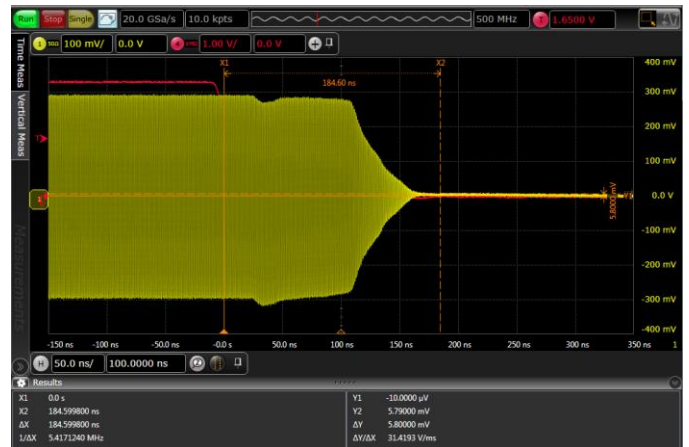 Run Stop Single 20.0 GSa/s 10.0 kpts 500 MHz T 1.6500 V
1 50Ω 100 mV/ 0.0 V 4 1.00 V/ 0.0 V
Time Meas
Vertical Meas
Measurements
X1 X2
184.60 ns
400 mV
300 mV
200 mV
100 mV
0.0 V
-100 mV
-200 mV
-300 mV
-400 mV
T
1
5.8000 mV
-150 ns -100 ns -50.0 ns -0.0 s 50.0 ns 100 ns 150 ns 200 ns 250 ns 300 ns 350 ns 1
H 50.0 ns/ 100.0000 ns
Results
X1 0.0 s Y1 -10.0000 µV
X2 184.599800 ns Y2 5.79000 mV
ΔX 184.599800 ns ΔY 5.80000 mV
1/ΔX 5.4171240 MHz ΔY/ΔX 31.4193 V/ms